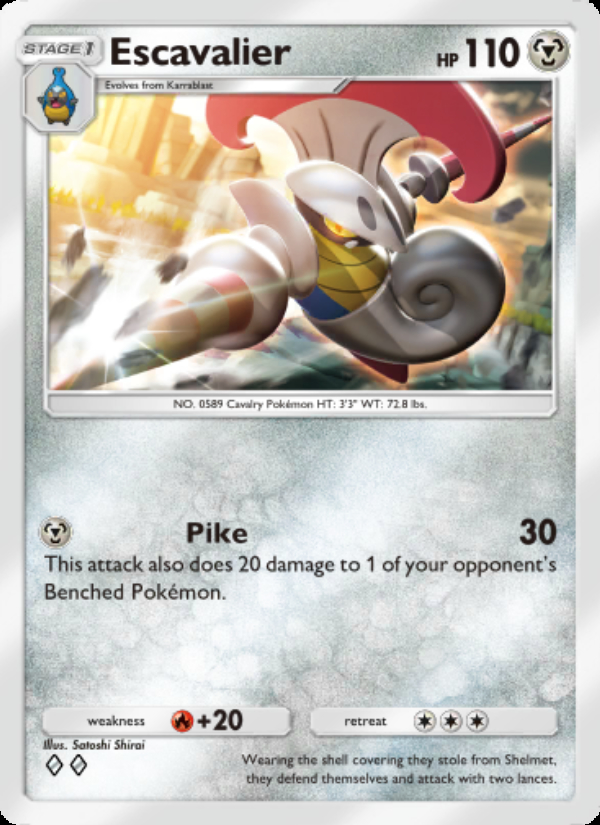 STAGE 1
Escavalier
HP 110
Evolves from Karrablast
NO. 0589 Cavalry Pokémon HT: 3'3" WT: 72.8 lbs.
Pike 30
This attack also does 20 damage to 1 of your opponent's
Benched Pokémon.
weakness +20 retreat
Illus. Satoshi Shirai
Wearing the shell covering they stole from Shelmet,
they defend themselves and attack with two lances.